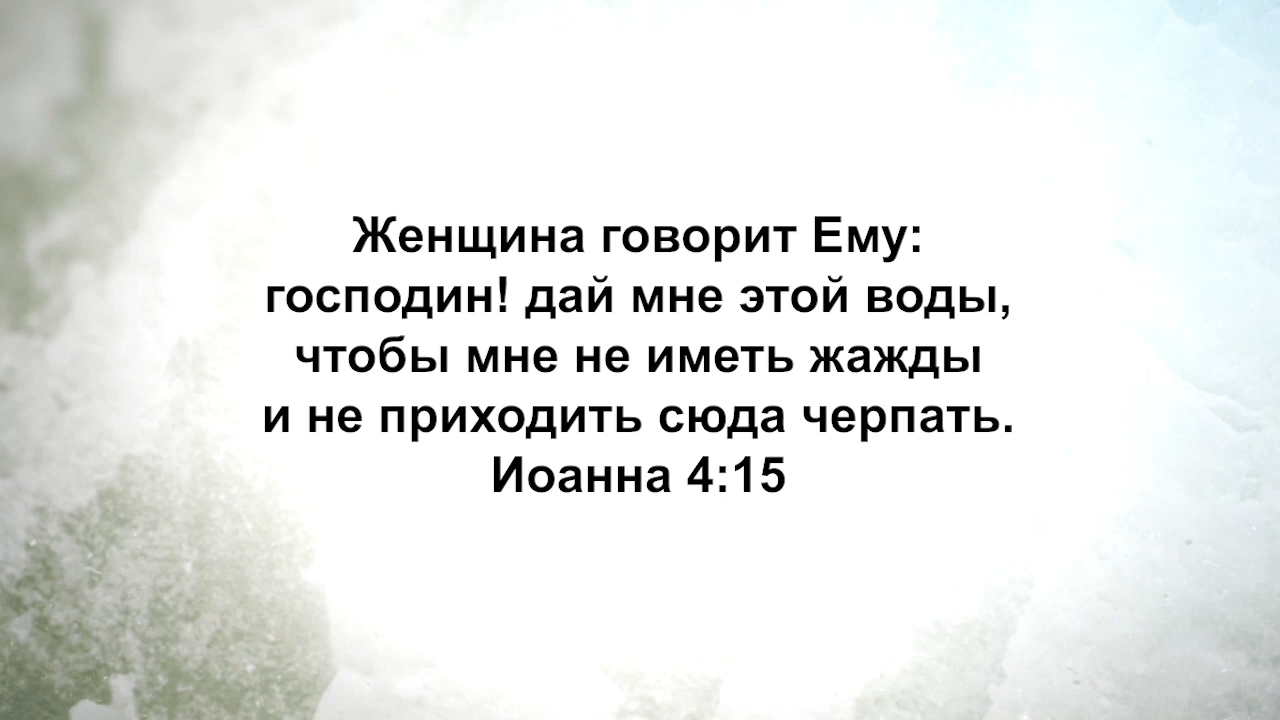 Женщина говорит Ему:
господин! дай мне этой воды,
чтобы мне не иметь жажды
и не приходить сюда черпать.
Иоанна 4:15